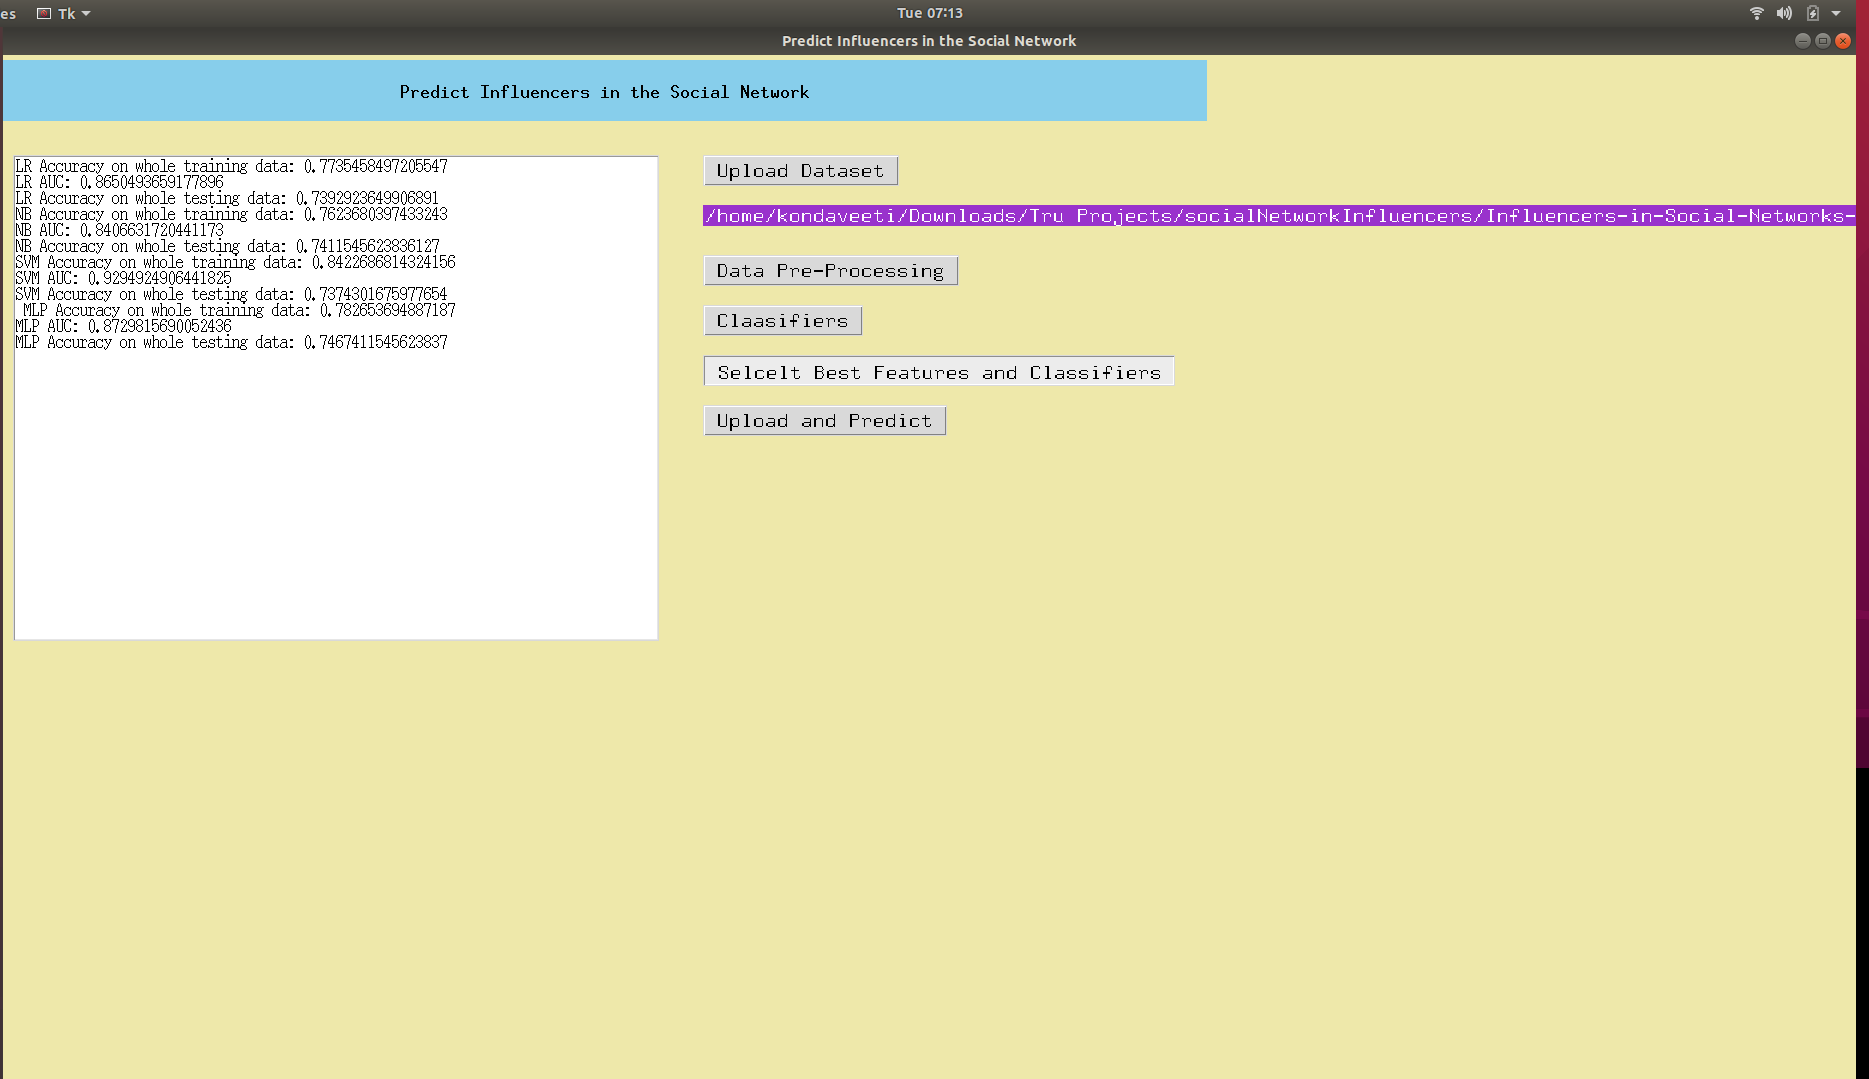 es Tk Tue 07:13
Predict Influencers in the Social Network
Predict Influencers in the Social Network
LR Accuracy on whole training data: 0.7735458497205547
LR AUC: 0.8650493659177896
LR Accuracy on whole testing data: 0.7392923649906891
NB Accuracy on whole training data: 0.7623680397433243
NB AUC: 0.8406631720441173
NB Accuracy on whole testing data: 0.7411545623836127
SVM Accuracy on whole training data: 0.8422686814324156
SVM AUC: 0.9294924906441825
SVM Accuracy on whole testing data: 0.7374301675977654
MLP Accuracy on whole training data: 0.782653694887187
MLP AUC: 0.8729815690052436
MLP Accuracy on whole testing data: 0.7467411545623837
Upload Dataset
/home/kondaveeti/Downloads/Tru Projects/socialNetworkInfluencers/Influencers-in-Social-Networks-
Data Pre-Processing
Claasifiers
Selcelt Best Features and Classifiers
Upload and Predict